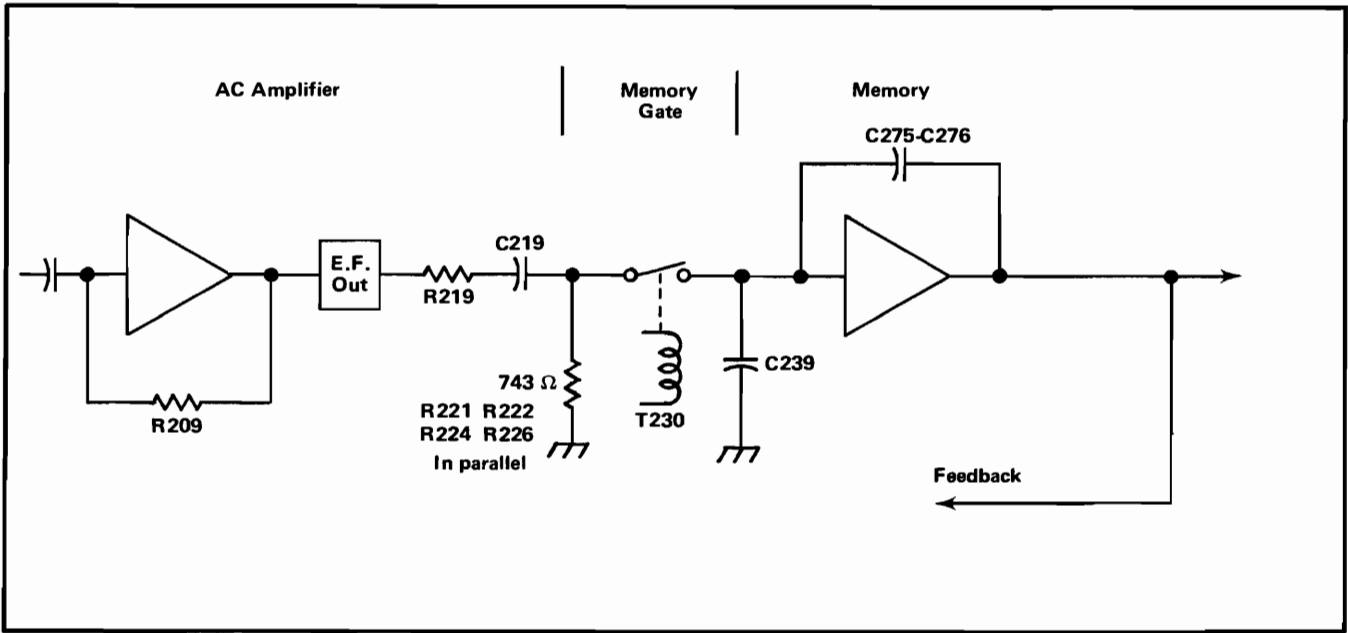 AC Amplifier
Memory
Gate
Memory
C275-C276
C219
E.F.
Out
R219
C239
743 Ω
R221 R222
R224 R226
In parallel
T230
R209
Feedback